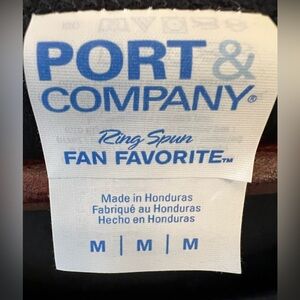 PORT &
COMPANY®
Ring Spun
FAN FAVORITE™
Made in Honduras
Fabriqué au Honduras
Hecho en Honduras
M | M | M